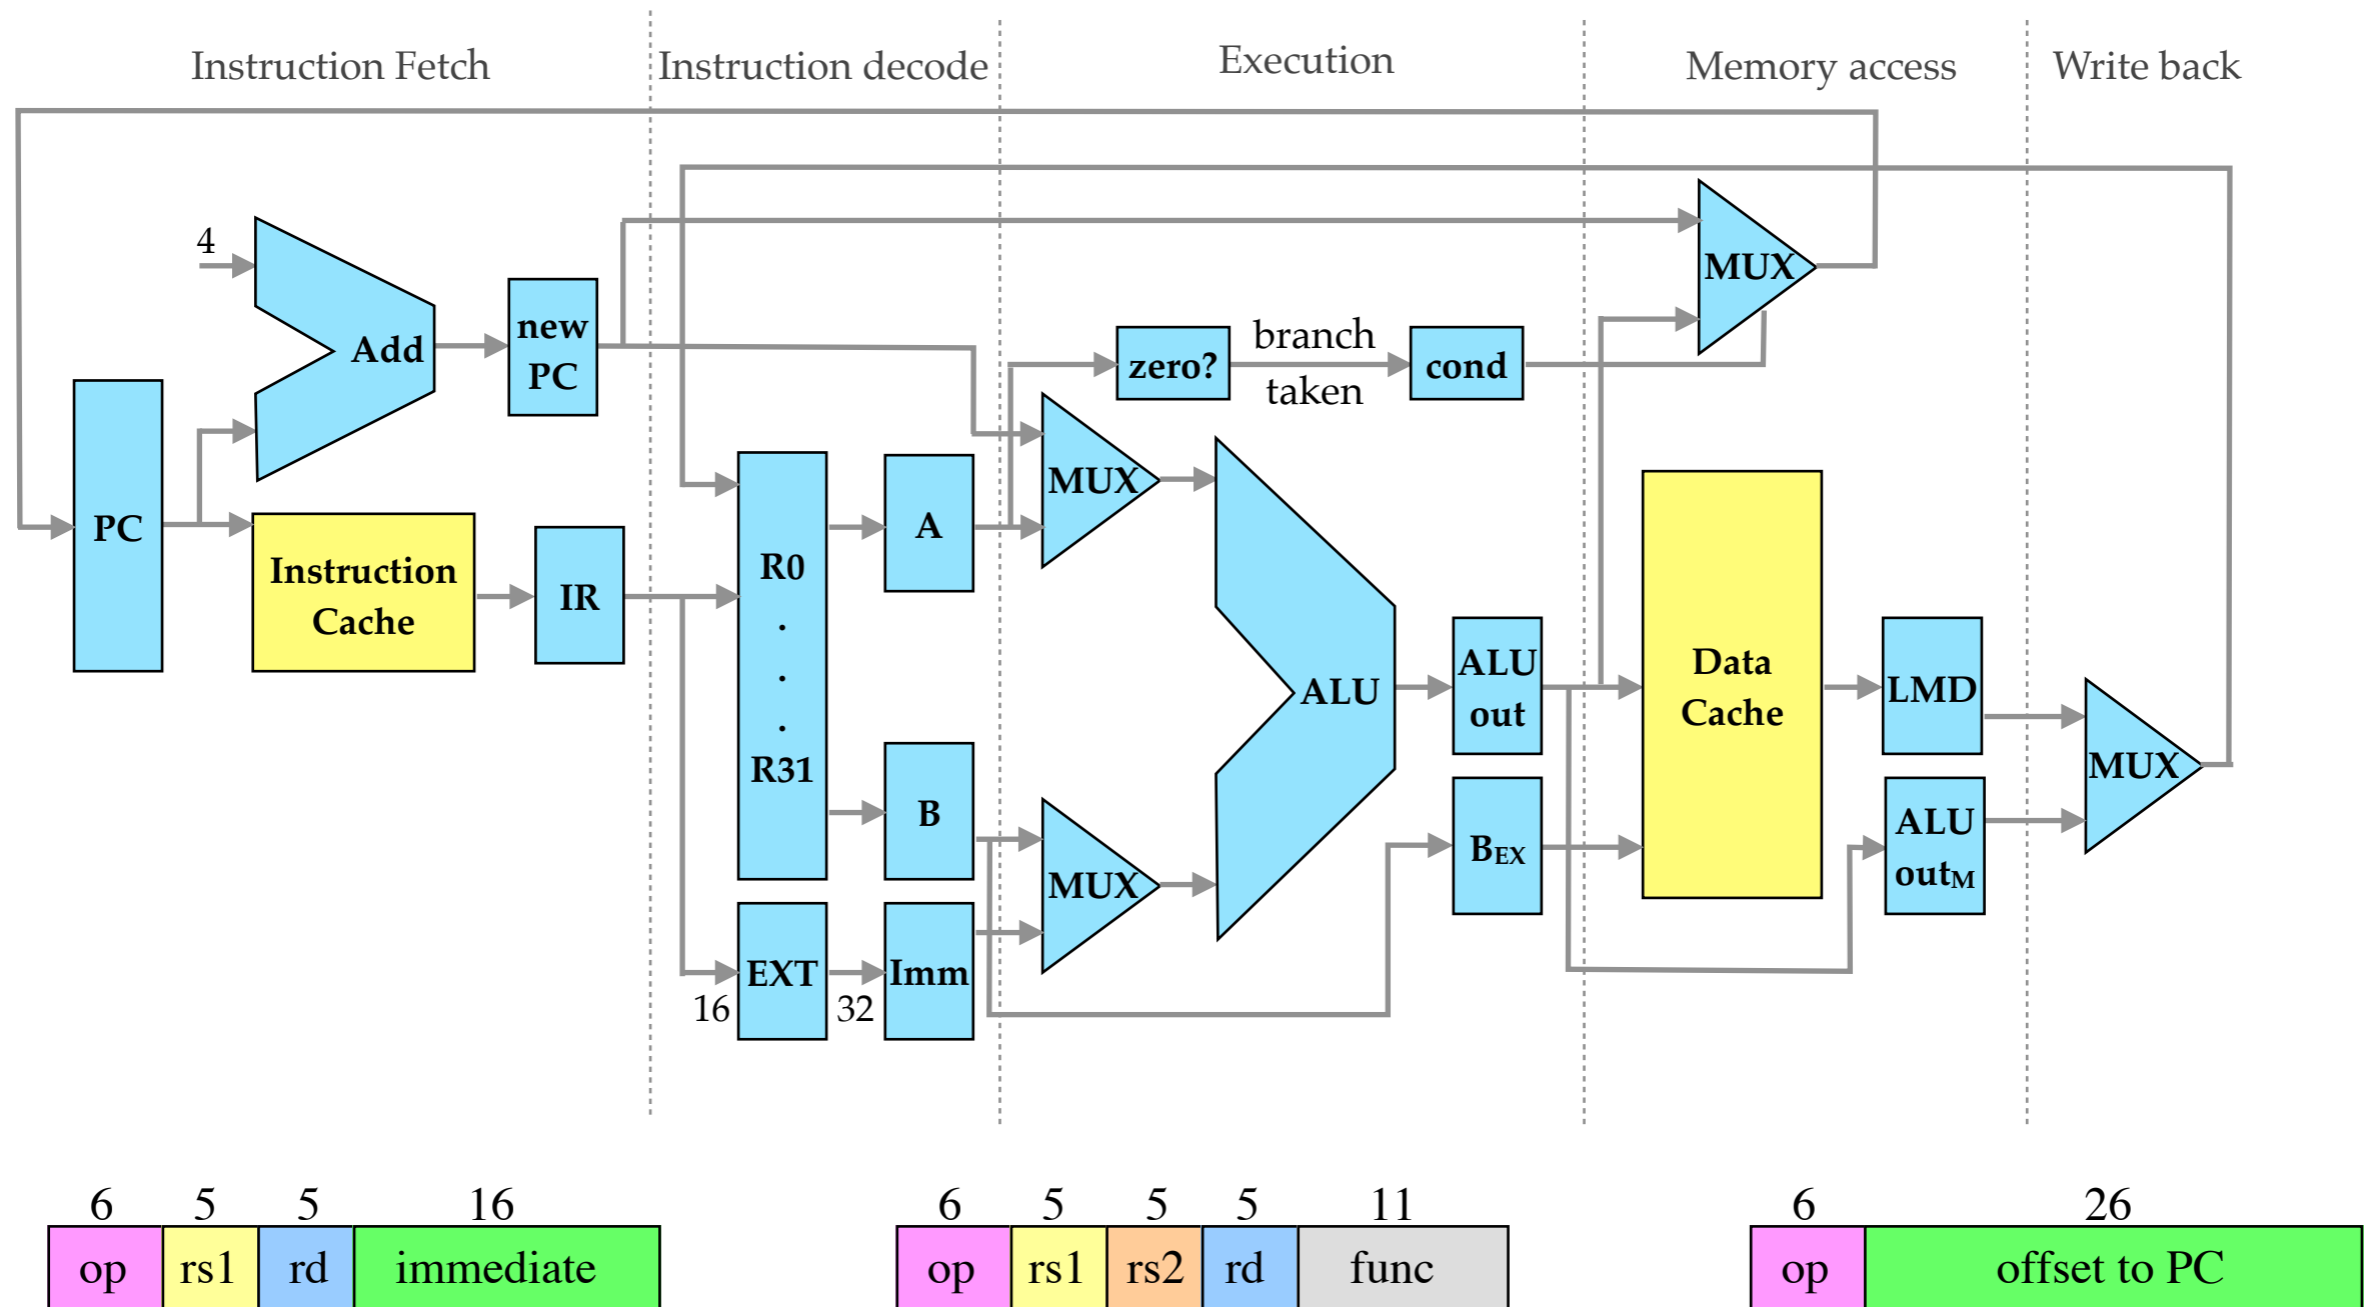 Instruction Fetch
Instruction decode
Execution
Memory access
Write back
4
Add
new
PC
PC
Instruction
Cache
IR
R0
.
.
.
R31
A
B
EXT
16
32
Imm
MUX
MUX
zero?
branch
taken
cond
ALU
ALU
out
BEX
MUX
Data
Cache
LMD
ALU
outM
MUX
6 5 5 16
op rs1 rd immediate
6 5 5 5 11
op rs1 rs2 rd func
6 26
op offset to PC